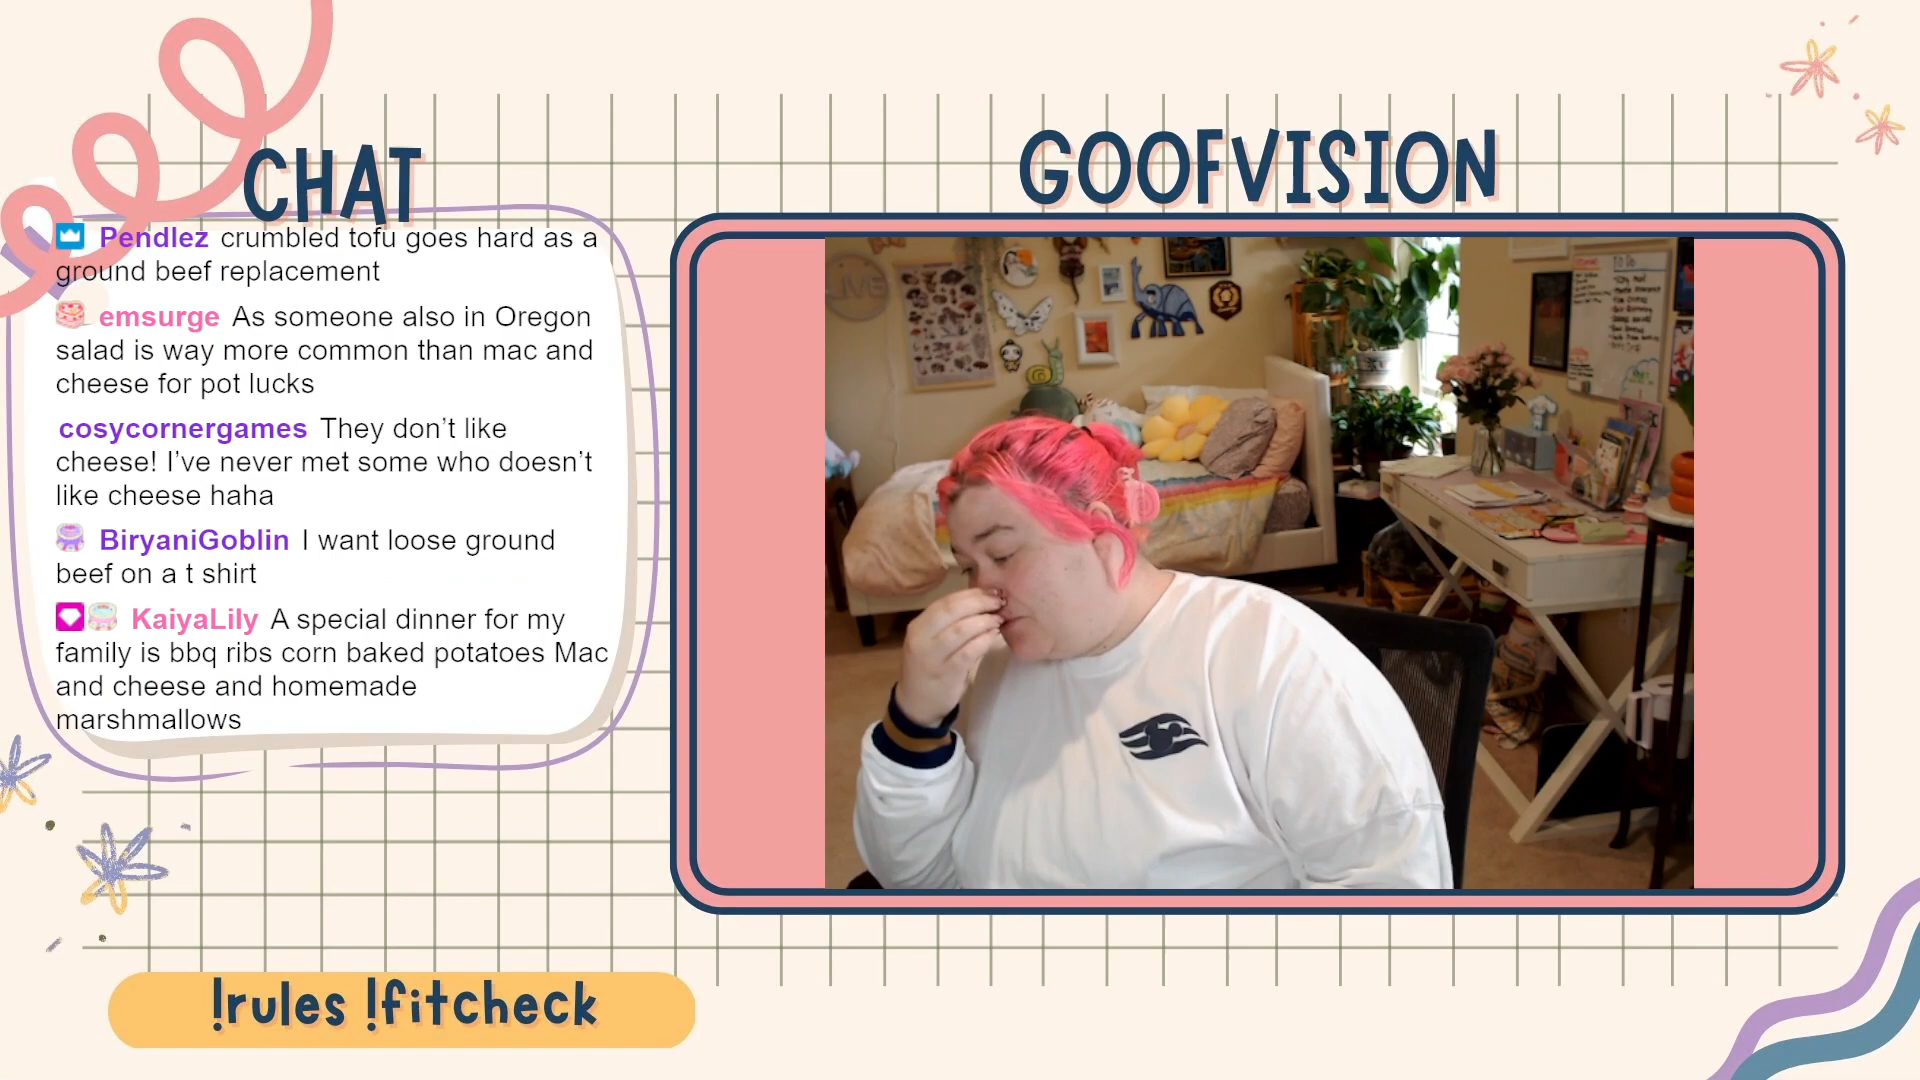 CHAT
GOOFVISION
Pendlez crumbled tofu goes hard as a
ground beef replacement
emsurge As someone also in Oregon
salad is way more common than mac and
cheese for pot lucks
cosycornergames They don’t like
cheese! I’ve never met some who doesn’t
like cheese haha
BiryaniGoblin I want loose ground
beef on a t shirt
KaiyaLily A special dinner for my
family is bbq ribs corn baked potatoes Mac
and cheese and homemade
marshmallows
LIVE
To Do
!rules !fitcheck